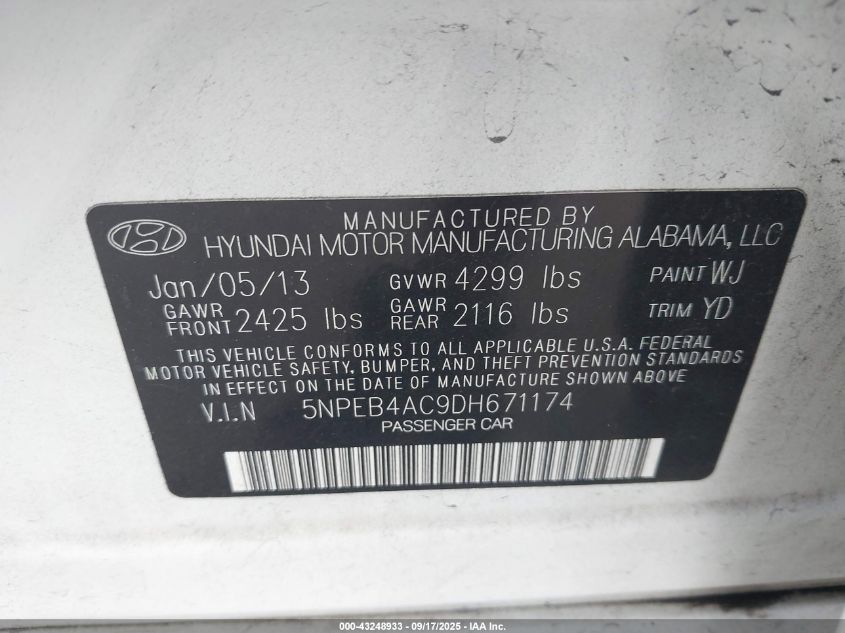 MANUFACTURED BY
HYUNDAI MOTOR MANUFACTURING ALABAMA, LLC
Jan/05/13 GVWR 4299 lbs PAINT WJ
GAWR FRONT 2425 lbs GAWR REAR 2116 lbs TRIM YD
THIS VEHICLE CONFORMS TO ALL APPLICABLE U.S.A. FEDERAL
MOTOR VEHICLE SAFETY, BUMPER, AND THEFT PREVENTION STANDARDS
IN EFFECT ON THE DATE OF MANUFACTURE SHOWN ABOVE
V.I.N 5NPEB4AC9DH671174
PASSENGER CAR
000-43248933 - 09/17/2025 - IAA Inc.